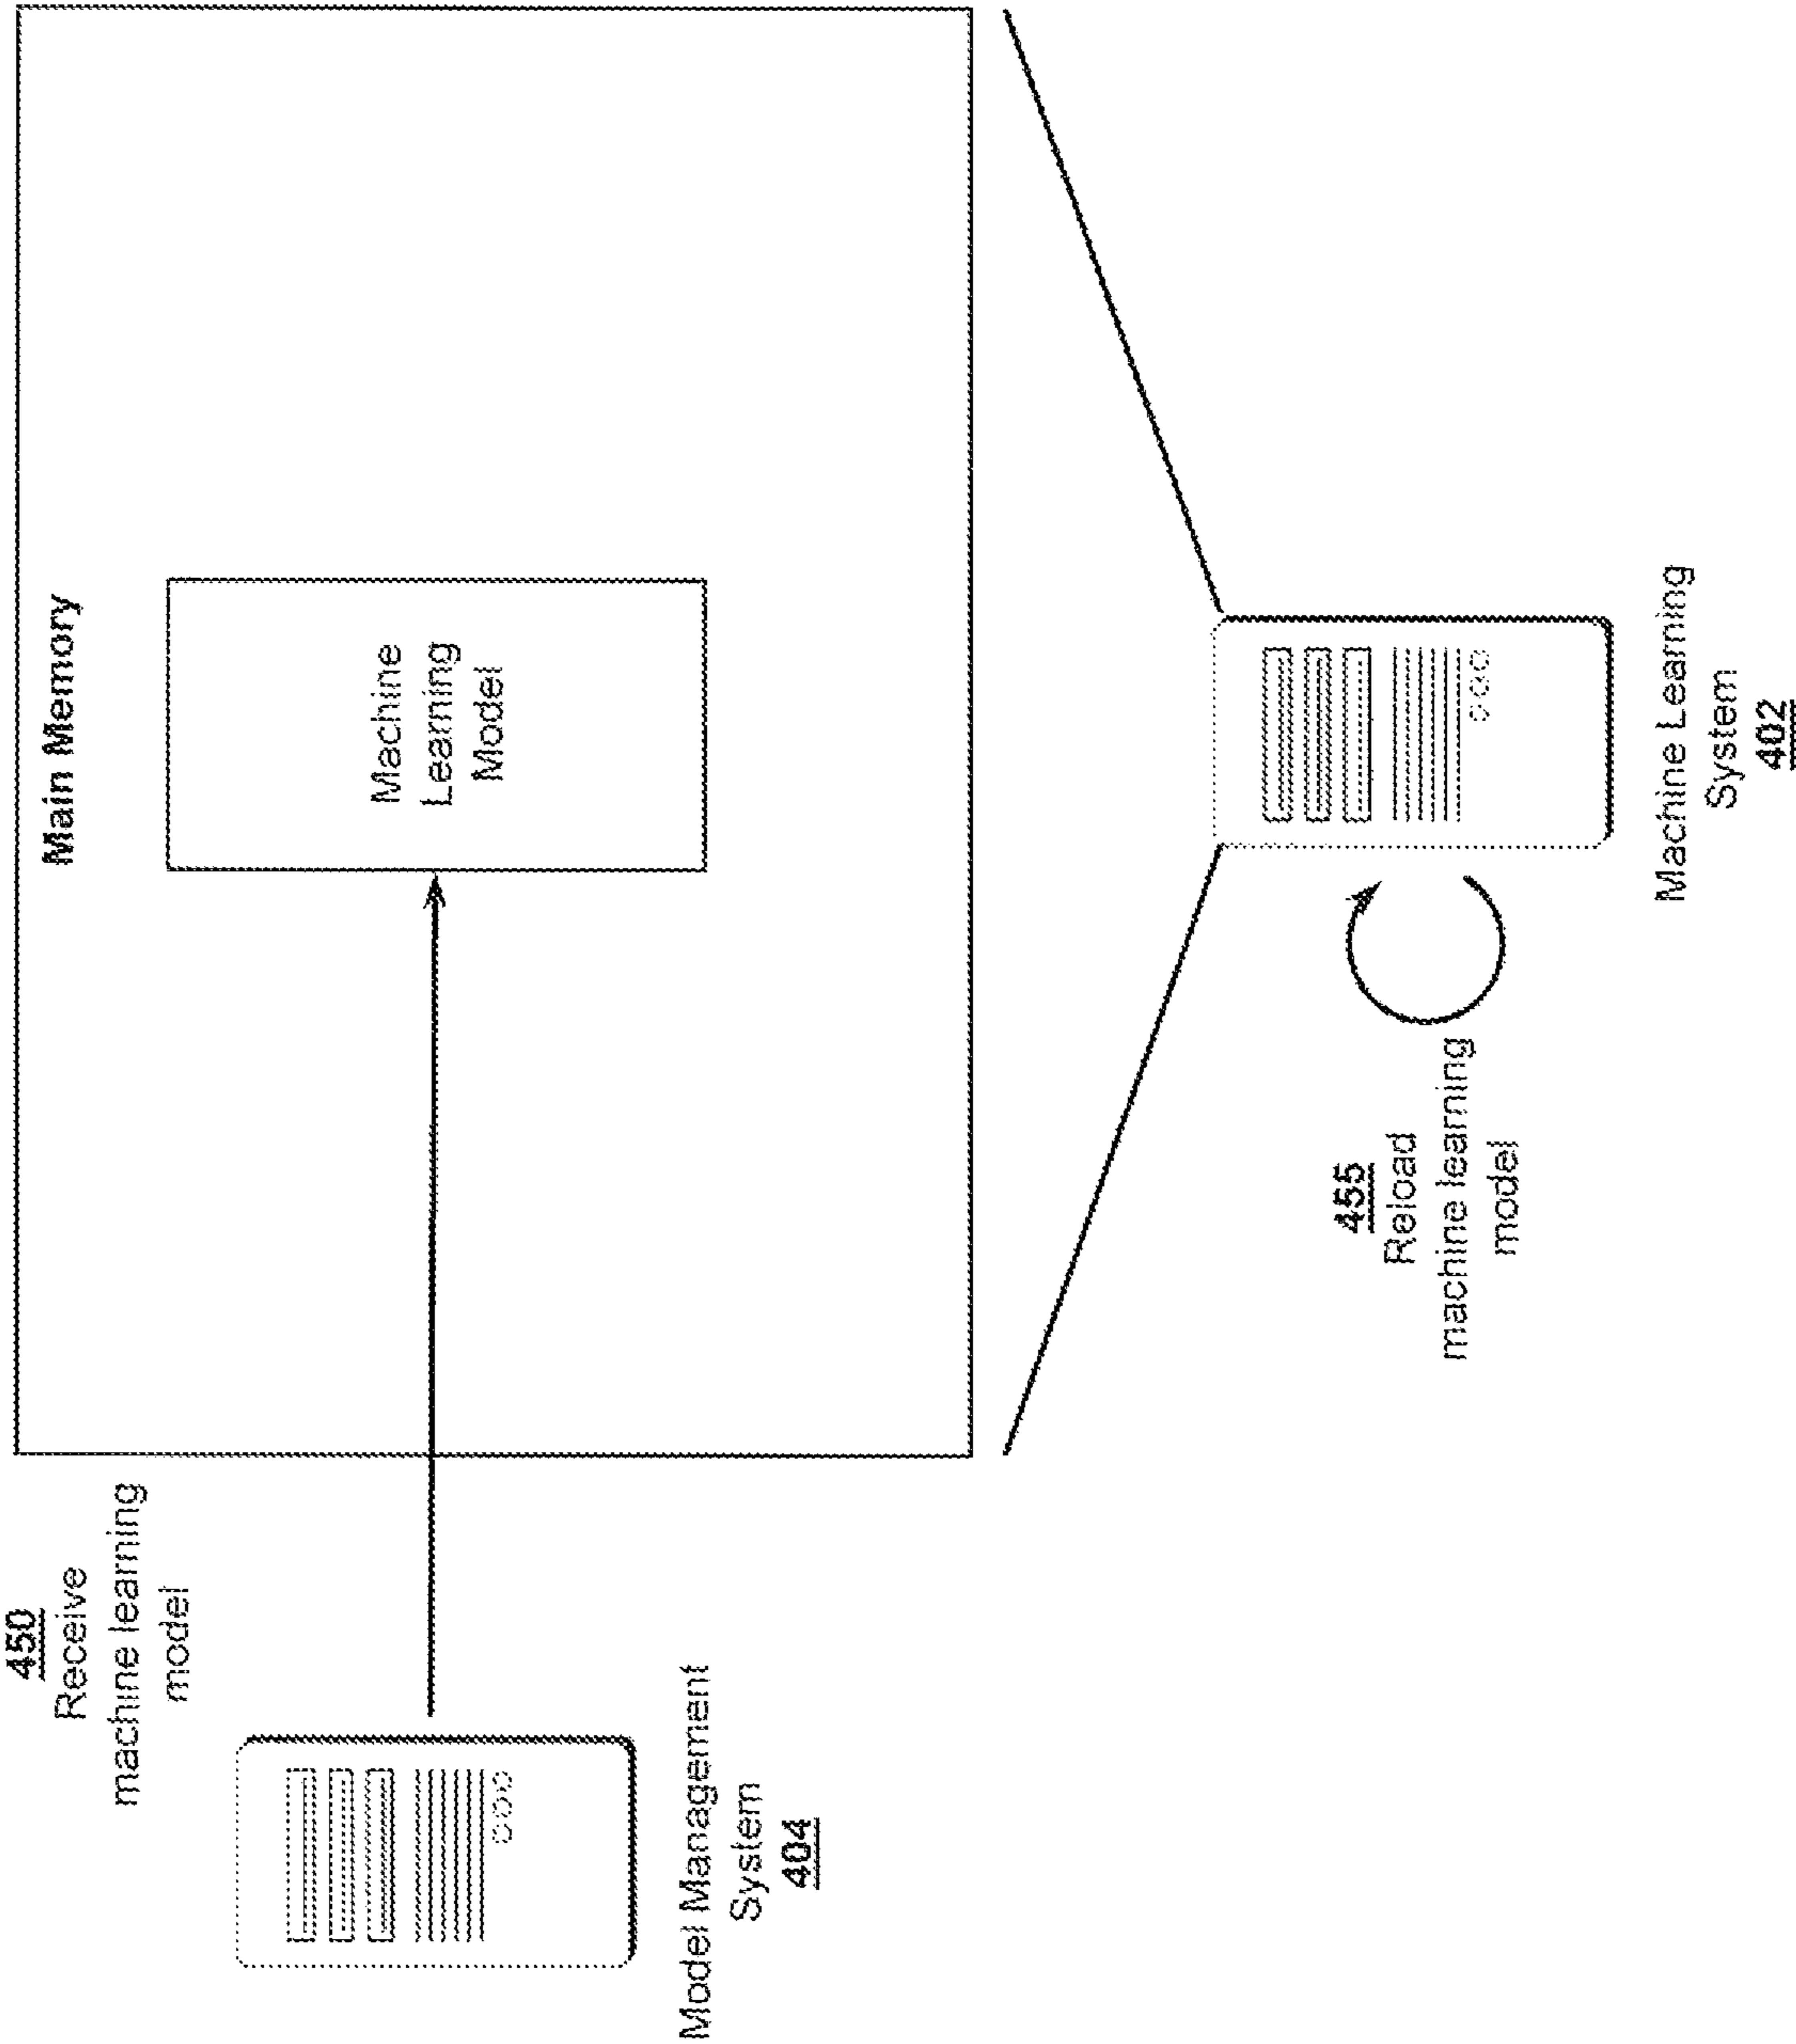 450
Receive
machine learning
model
Main Memory
Machine
Learning
Model
Model Management
System
404
455
Reload
machine learning
model
Machine Learning
System
402